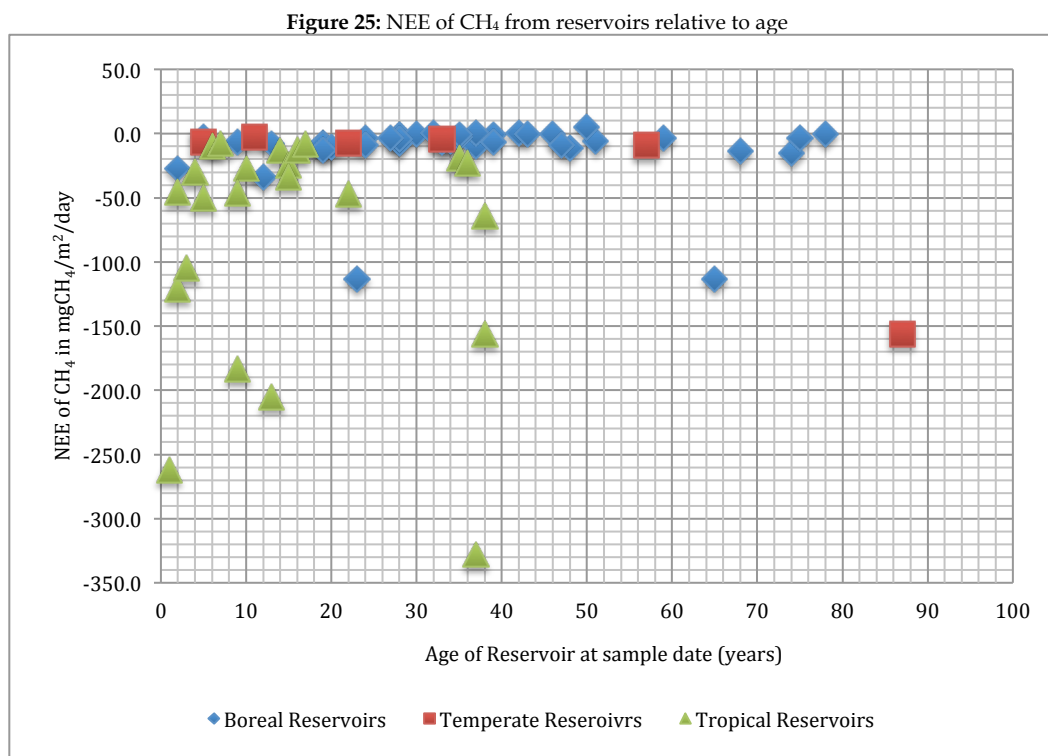 Figure 25: NEE of CH₄ from reservoirs relative to age
NEE of CH₄ in mgCH₄/m²/day
50.0
0.0
-50.0
-100.0
-150.0
-200.0
-250.0
-300.0
-350.0
0 10 20 30 40 50 60 70 80 90 100
Age of Reservoir at sample date (years)
Boreal Reservoirs Temperate Reseroivrs Tropical Reservoirs